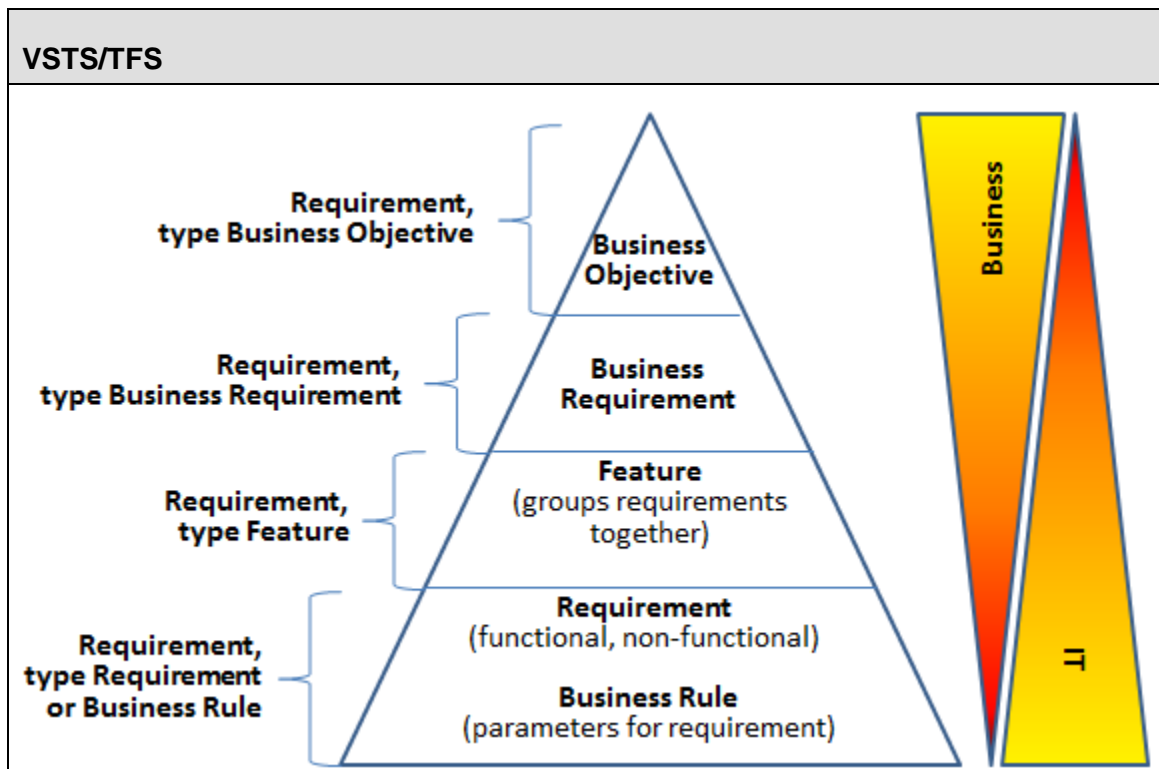 VSTS/TFS
Requirement,
type Business Objective
Business
Objective
Requirement,
type Business Requirement
Business
Requirement
Requirement,
type Feature
Feature
(groups requirements
together)
Requirement,
type Requirement
or Business Rule
Requirement
(functional, non-functional)
Business Rule
(parameters for requirement)
Business
IT